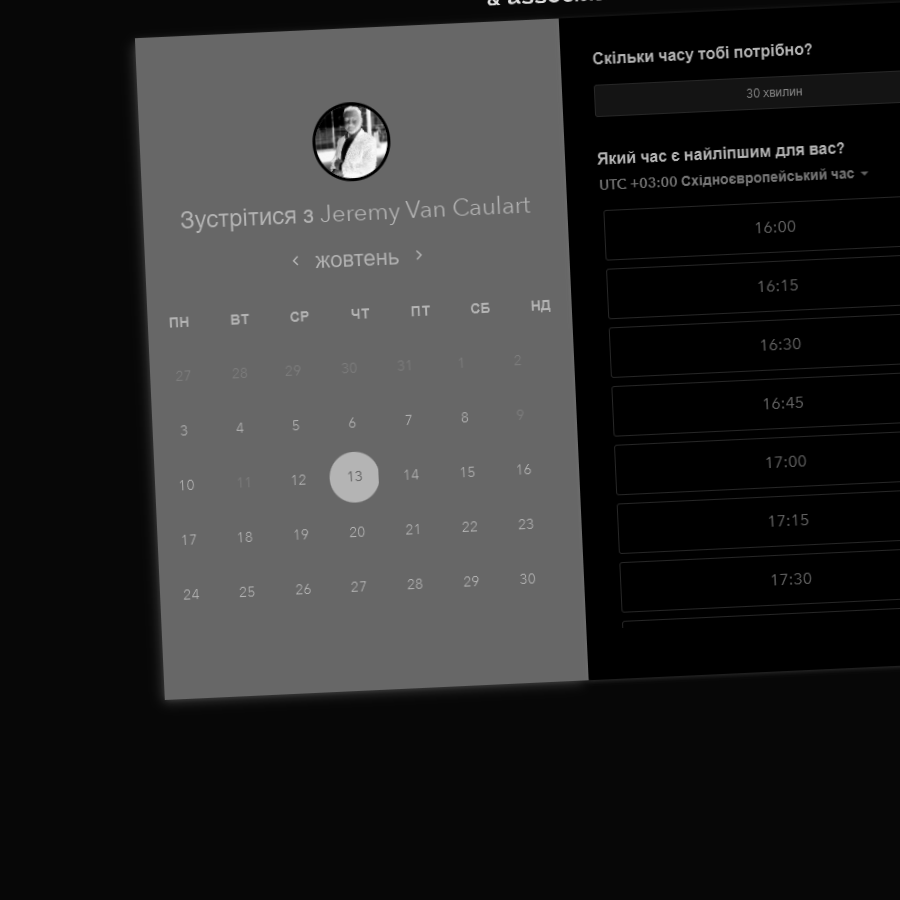 Зустрітися з Jeremy Van Caulart
жовтень
ПН ВТ СР ЧТ ПТ СБ НД
27 28 29 30 31 1 2
3 4 5 6 7 8 9
10 11 12 13 14 15 16
17 18 19 20 21 22 23
24 25 26 27 28 29 30
Скільки часу тобі потрібно?
30 хвилин
Який час є найліпшим для вас?
UTC +03:00 Східноєвропейський час
16:00
16:15
16:30
16:45
17:00
17:15
17:30